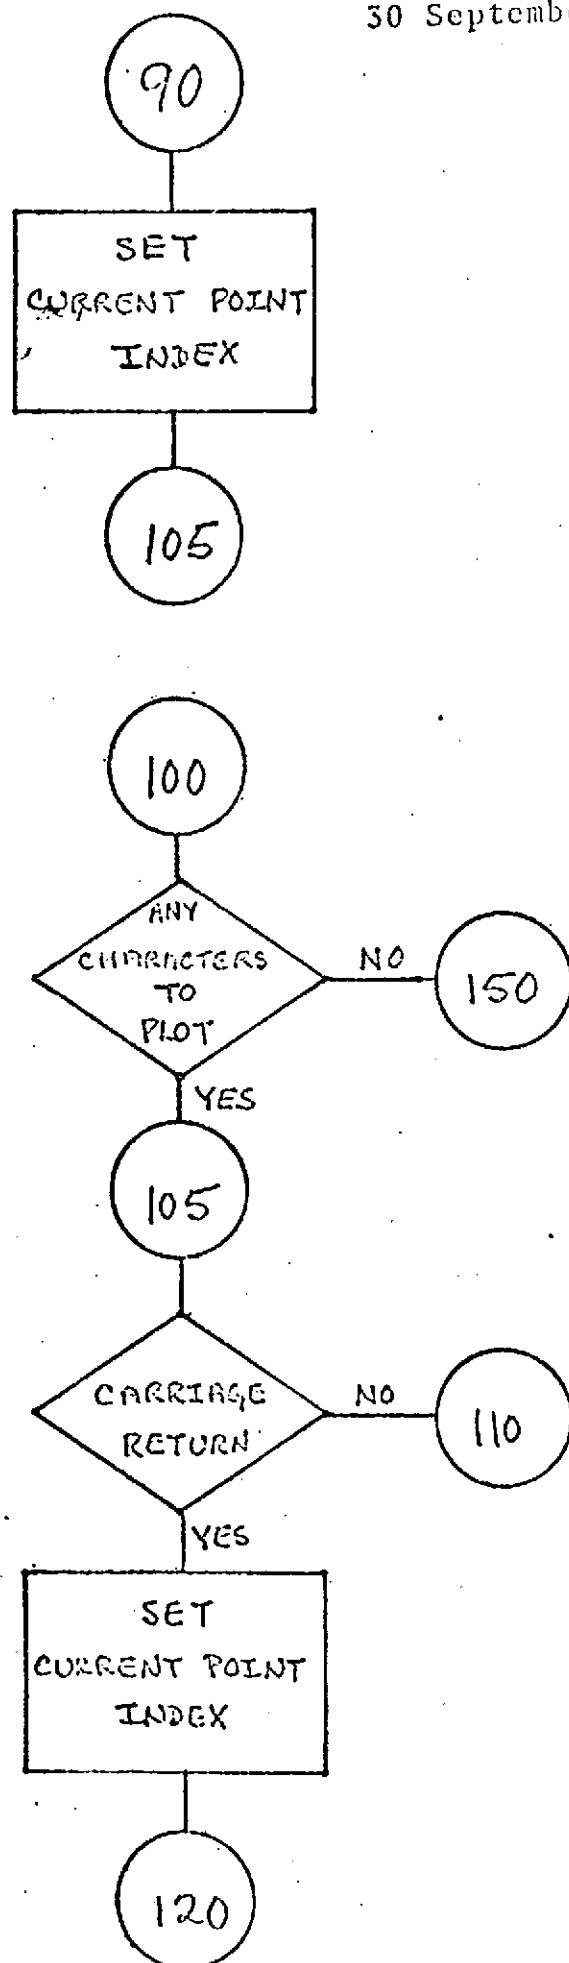 30
90
SET
CURRENT POINT
INDEX
105
100
ANY
CHARACTERS
TO
PLOT
NO
150
YES
105
CARRIAGE
RETURN
NO
110
YES
SET
CURRENT POINT
INDEX
120